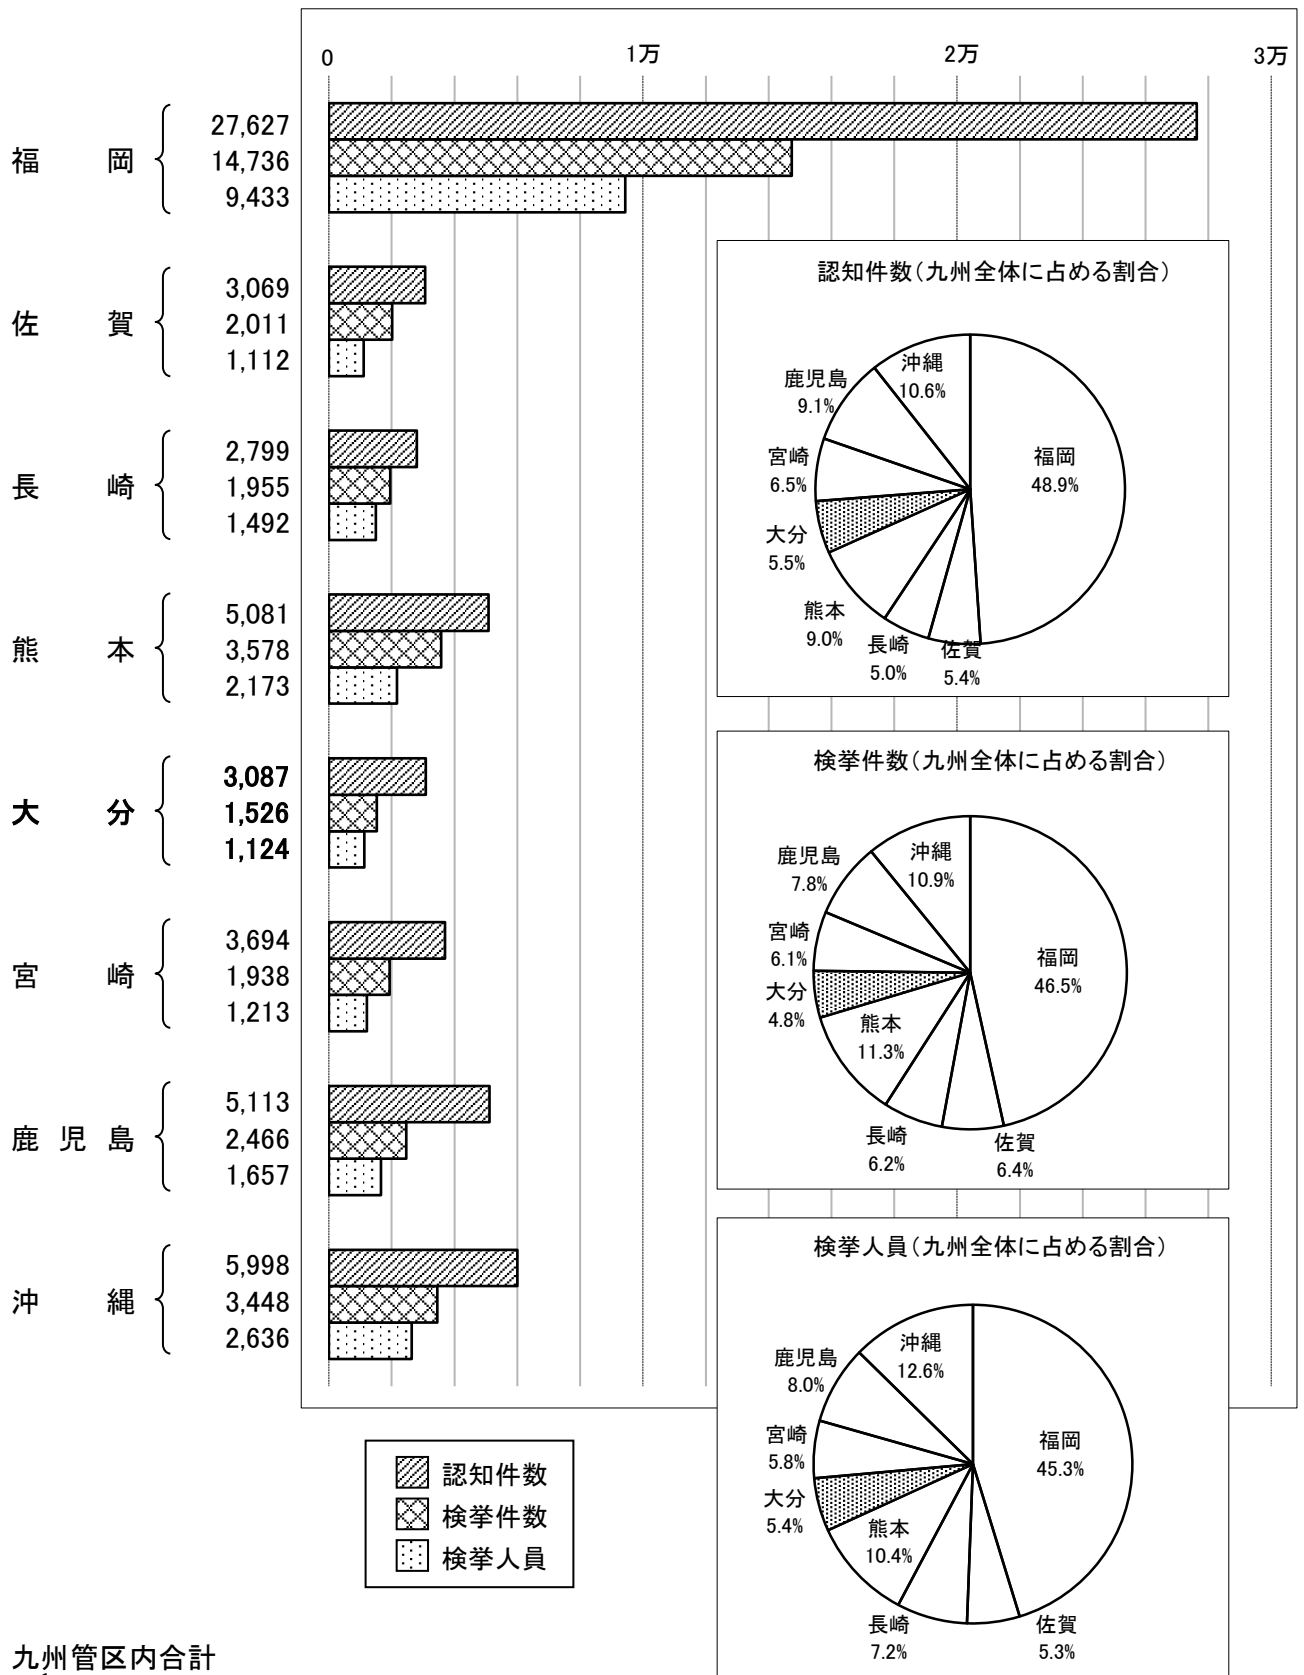 0 1万 2万 3万
福岡
27,627
14,736
9,433
佐賀
3,069
2,011
1,112
長崎
2,799
1,955
1,492
熊本
5,081
3,578
2,173
大分
3,087
1,526
1,124
宮崎
3,694
1,938
1,213
鹿児島
5,113
2,466
1,657
沖縄
5,998
3,448
2,636
認知件数(九州全体に占める割合)
福岡
48.9%
佐賀
5.4%
長崎
5.0%
熊本
9.0%
大分
5.5%
宮崎
6.5%
鹿児島
9.1%
沖縄
10.6%
検挙件数(九州全体に占める割合)
福岡
46.5%
佐賀
6.4%
長崎
6.2%
熊本
11.3%
大分
4.8%
宮崎
6.1%
鹿児島
7.8%
沖縄
10.9%
検挙人員(九州全体に占める割合)
福岡
45.3%
佐賀
5.3%
長崎
7.2%
熊本
10.4%
大分
5.4%
宮崎
5.8%
鹿児島
8.0%
沖縄
12.6%
認知件数
検挙件数
検挙人員
九州管区内合計